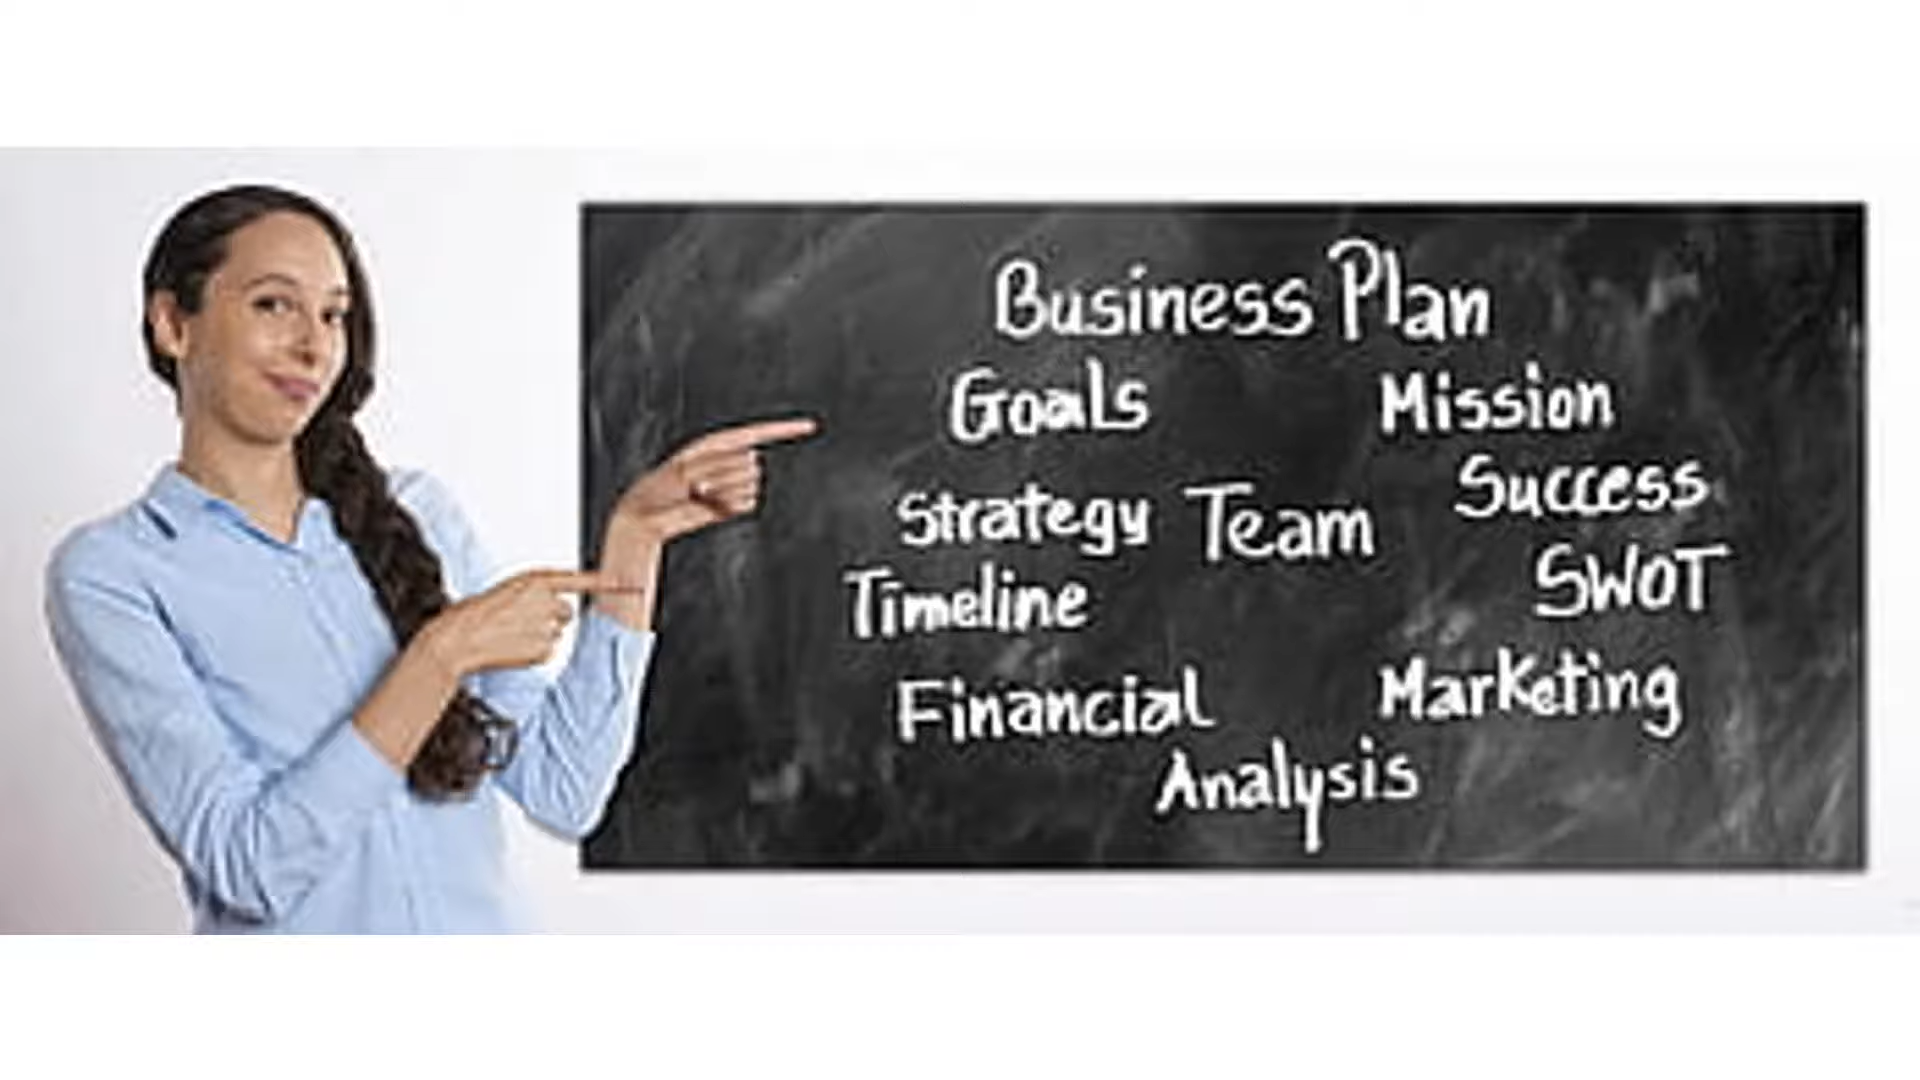 Business Plan
Goals Mission
Success
Strategy Team
Timeline SWOT
Financial Marketing
Analysis